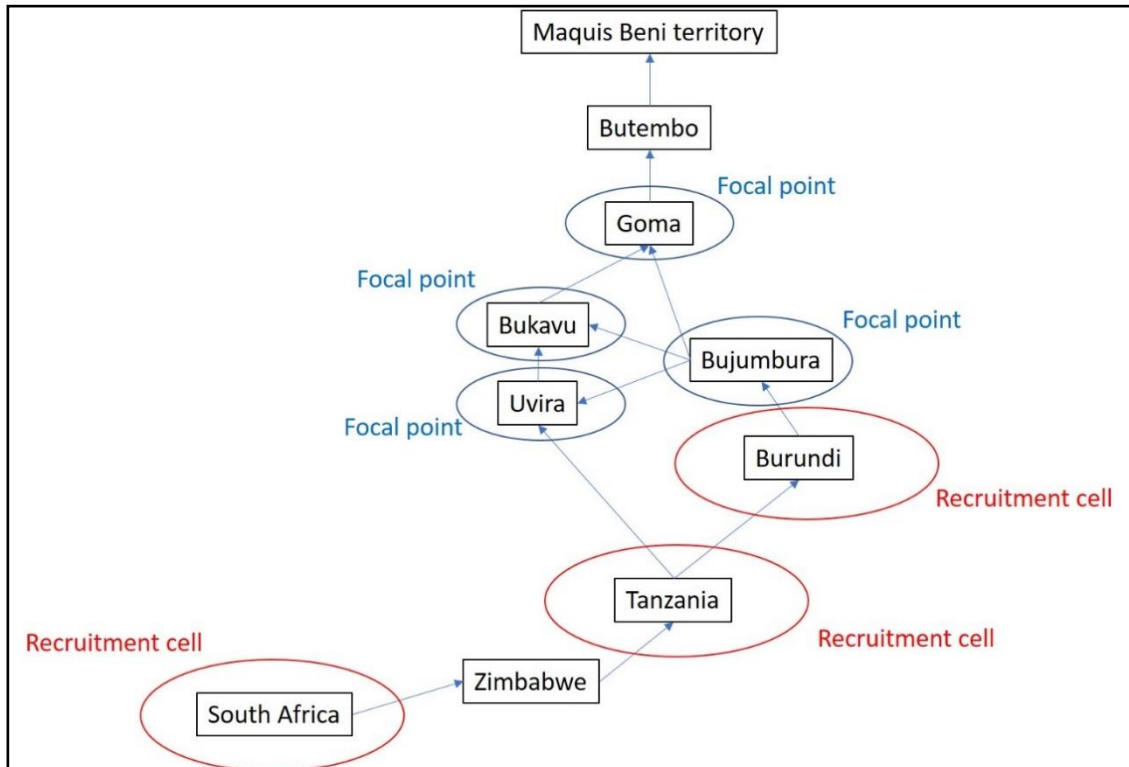 Maquis Beni territory
Butembo
Focal point
Goma
Focal point
Bukavu
Focal point
Bujumbura
Uvira
Focal point
Burundi
Recruitment cell
Tanzania
Recruitment cell
Recruitment cell
Zimbabwe
South Africa